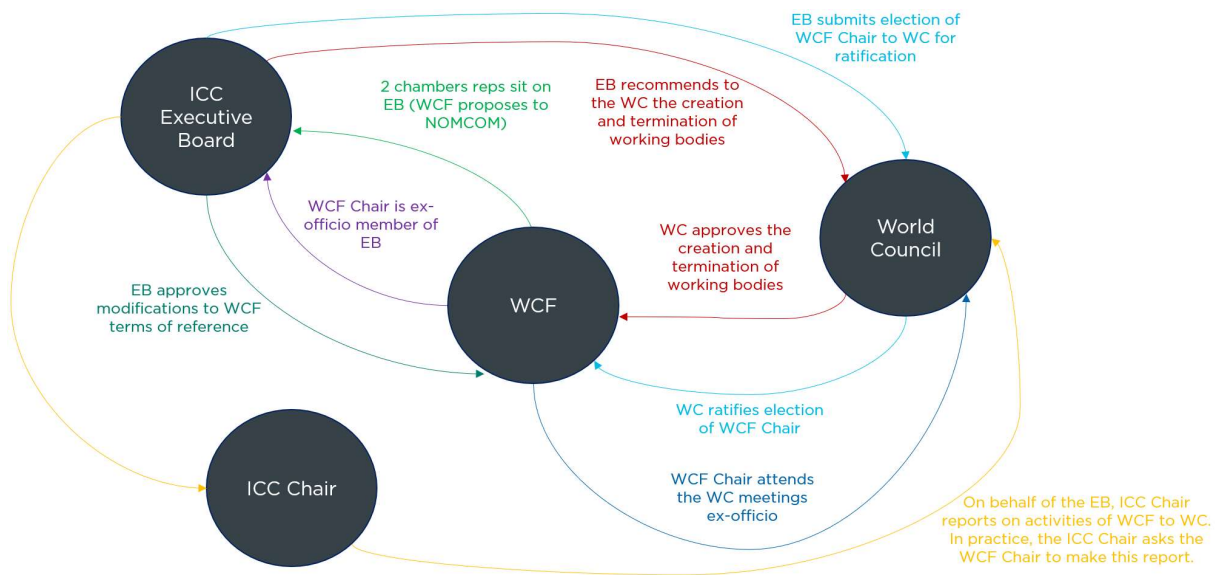 EB submits election of
WCF Chair to WC for
ratification
ICC
Executive
Board
2 chambers reps sit on
EB (WCF proposes to
NOMCOM)
EB recommends to
the WC the creation
and termination of
working bodies
WCF Chair is ex-
officio member of
EB
World
Council
WC approves the
creation and
termination of
working bodies
EB approves
modifications to WCF
terms of reference
WCF
WC ratifies election
of WCF Chair
ICC Chair
WCF Chair attends
the WC meetings
ex-officio
On behalf of the EB, ICC Chair
reports on activities of WCF to WC.
In practice, the ICC Chair asks the
WCF Chair to make this report.